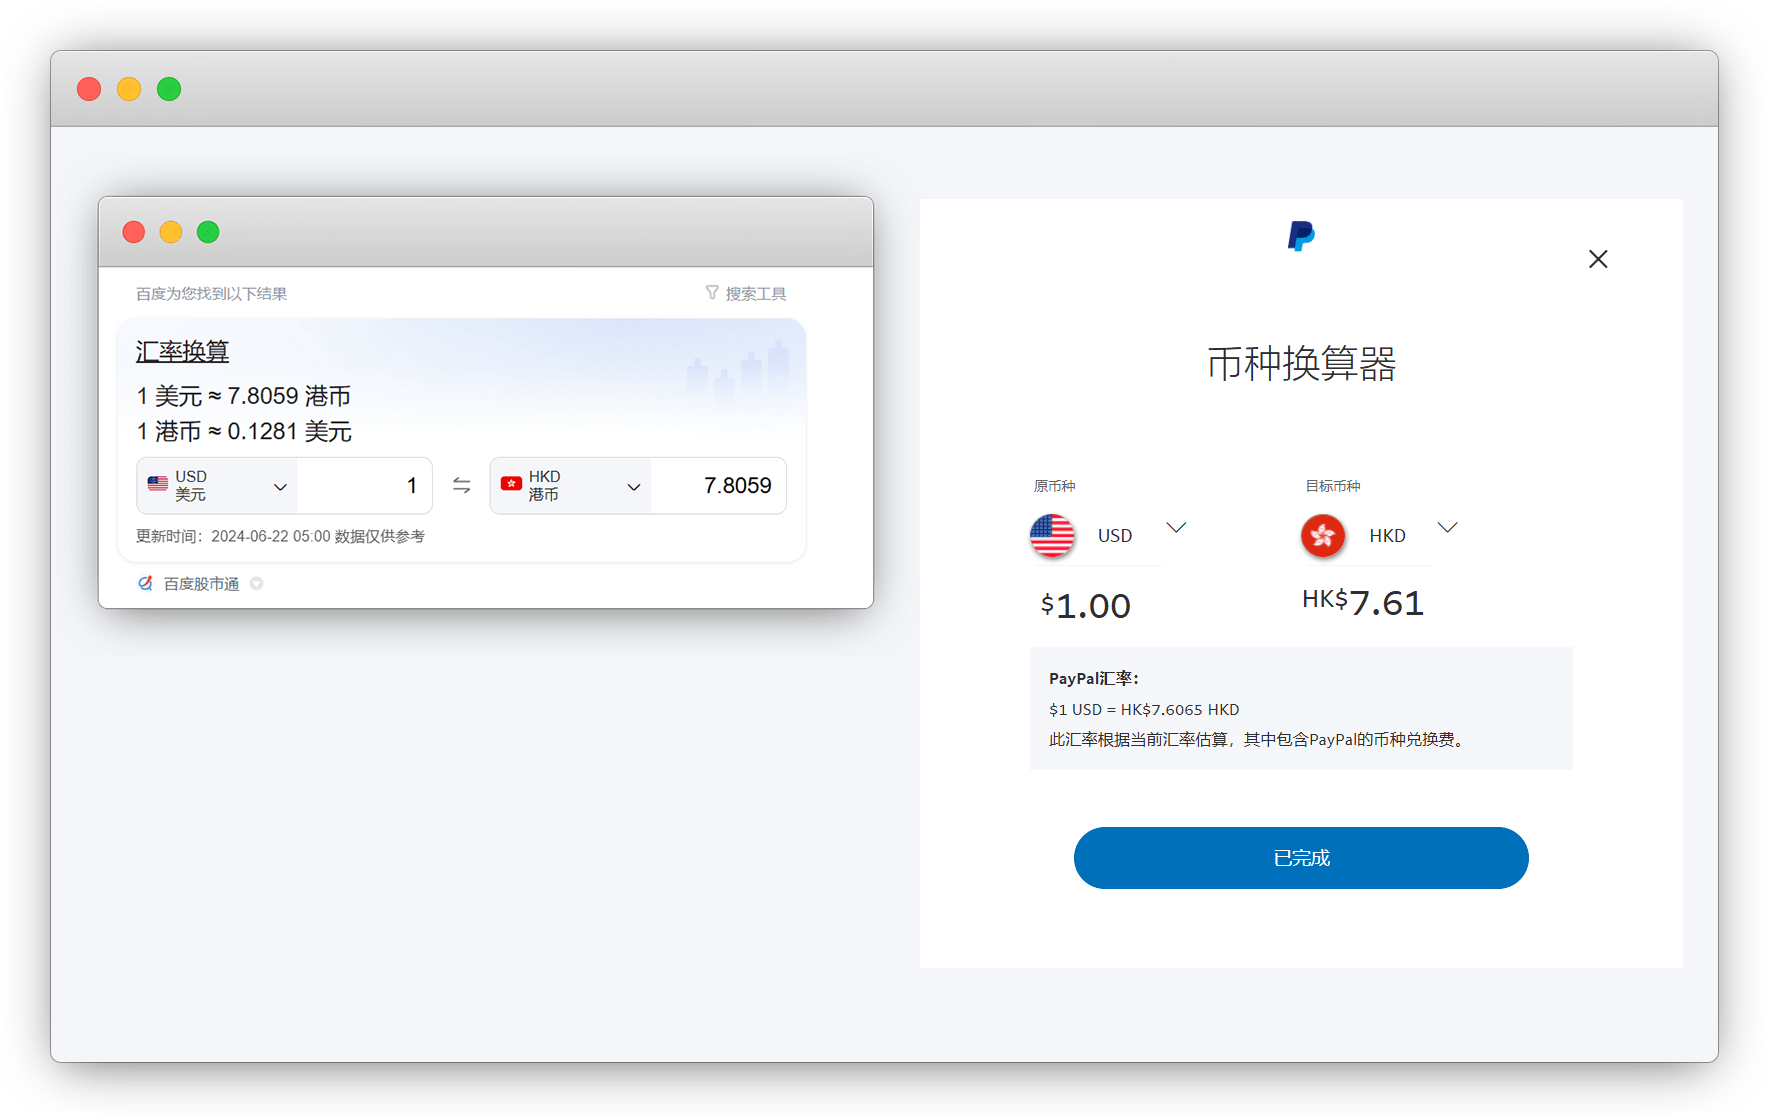 百度为您找到以下结果
搜索工具
汇率换算
1 美元 ≈ 7.8059 港币
1 港币 ≈ 0.1281 美元
USD
美元
1
HKD
港币
7.8059
更新时间：2024-06-22 05:00 数据仅供参考
百度股市通
币种换算器
原币种
目标币种
USD
HKD
$1.00
HK$7.61
PayPal汇率：
$1 USD = HK$7.6065 HKD
此汇率根据当前汇率估算，其中包含PayPal的币种兑换费。
已完成